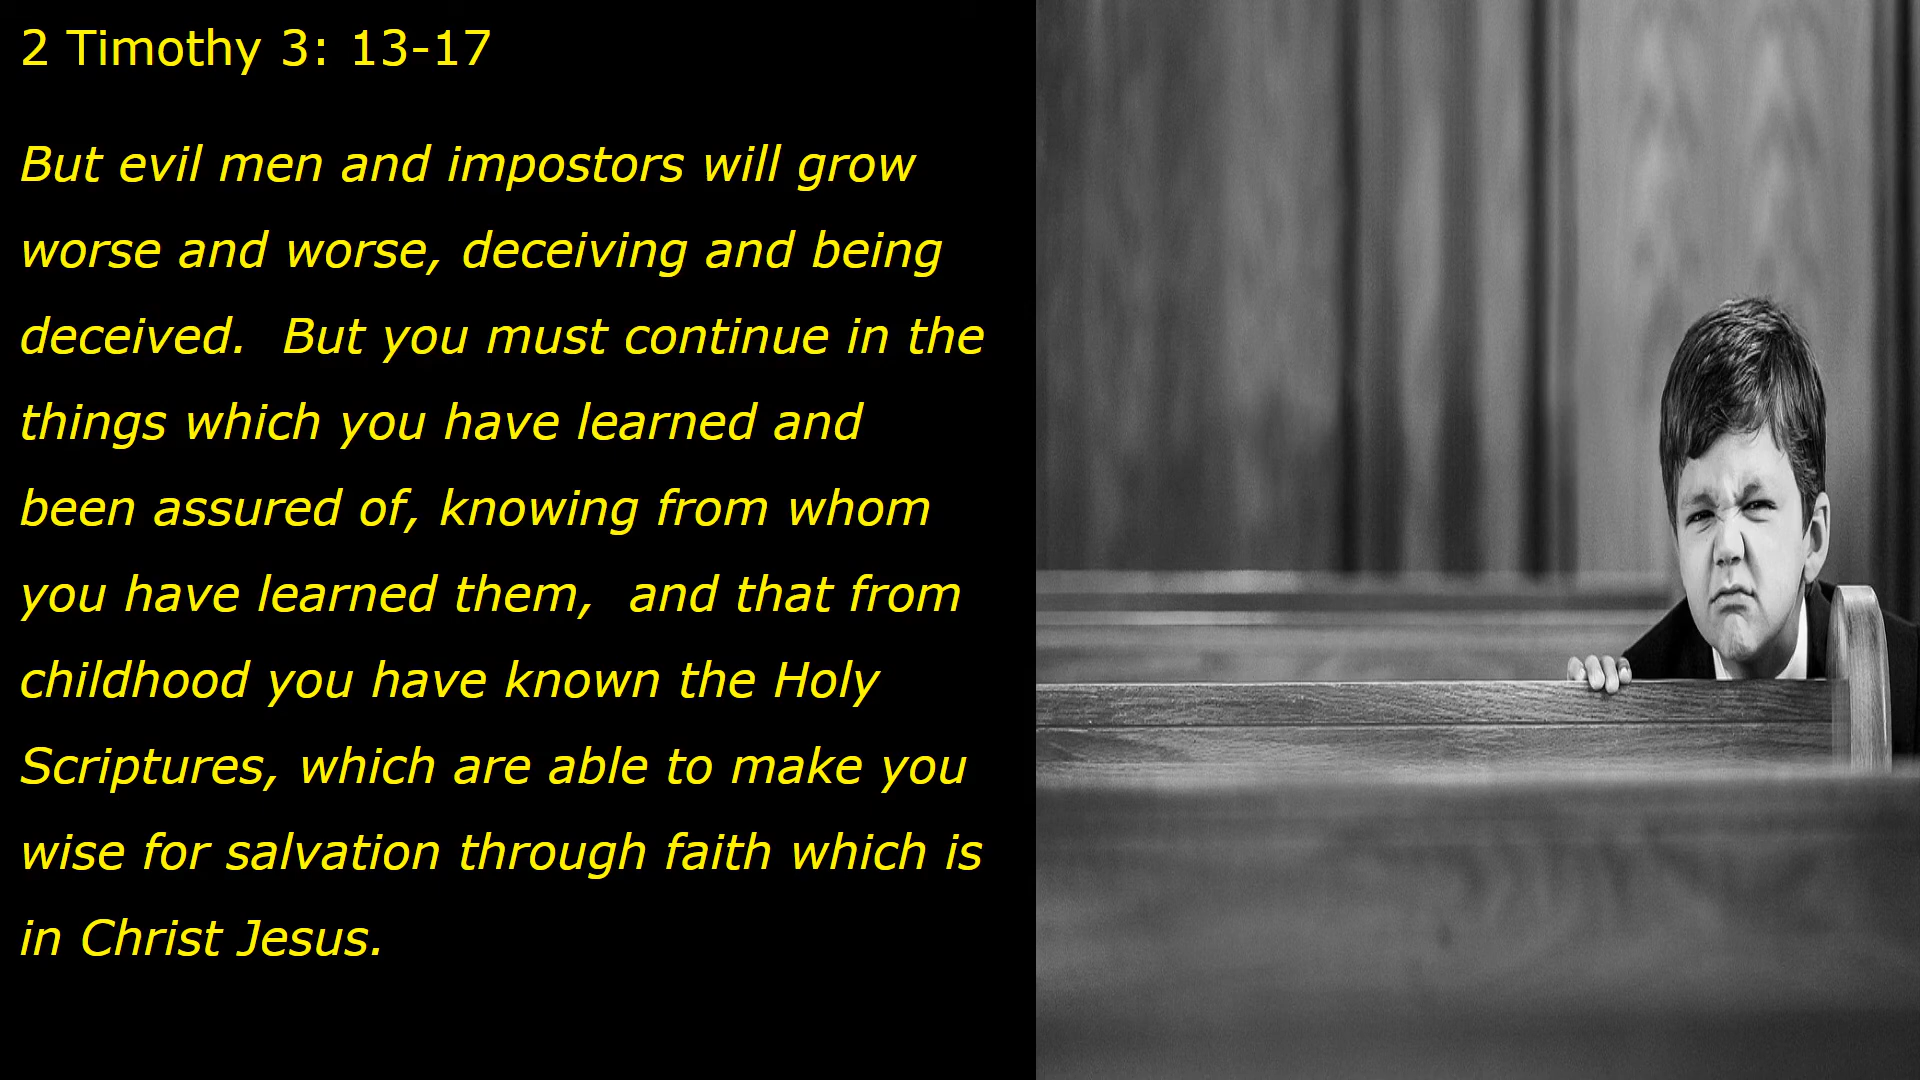 2 Timothy 3: 13-17
But evil men and impostors will grow
worse and worse, deceiving and being
deceived.  But you must continue in the
things which you have learned and
been assured of, knowing from whom
you have learned them,  and that from
childhood you have known the Holy
Scriptures, which are able to make you
wise for salvation through faith which is
in Christ Jesus.